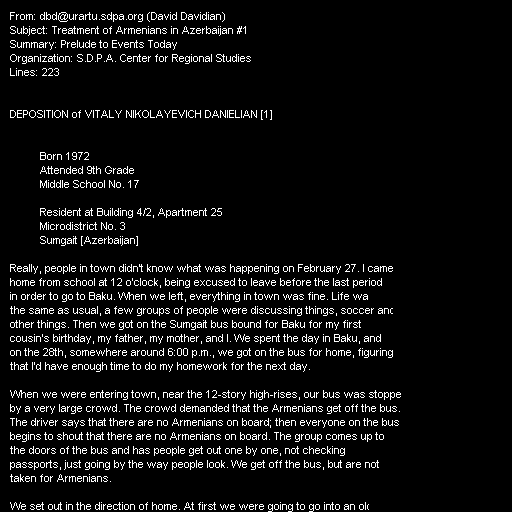 From: dbd@urartu.sdpa.org (David Davidian)
Subject: Treatment of Armenians in Azerbaijan #1
Summary: Prelude to Events Today
Organization: S.D.P.A. Center for Regional Studies
Lines: 223
DEPOSITION of VITALY NIKOLAYEVICH DANIELIAN [1]
Born 1972
Attended 9th Grade
Middle School No. 17
Resident at Building 4/2, Apartment 25
Microdistrict No. 3
Sumgait [Azerbaijan]
Really, people in town didn't know what was happening on February 27. I came
home from school at 12 o'clock, being excused to leave before the last period
in order to go to Baku. When we left, everything in town was fine. Life wa
the same as usual, a few groups of people were discussing things, soccer and
other things. Then we got on the Sumgait bus bound for Baku for my first
cousin's birthday, my father, my mother, and I. We spent the day in Baku, and
on the 28th, somewhere around 6:00 p.m., we got on the bus for home, figuring
that I'd have enough time to do my homework for the next day.
When we were entering town, near the 12-story high-rises, our bus was stoppe
by a very large crowd. The crowd demanded that the Armenians get off the bus.
The driver says that there are no Armenians on board; then everyone on the bus
begins to shout that there are no Armenians on board. The group comes up to
the doors of the bus and has people get out one by one, not checking
passports, just going by the way people look. We get off the bus, but are not
taken for Armenians.
We set out in the direction of home. At first we were going to go into an old